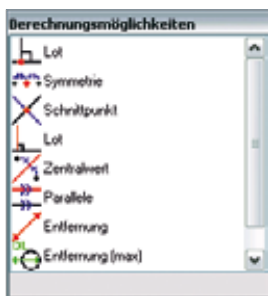 Berechnungsmöglichkeiten
Lot
Symmetrie
Schnittpunkt
Lot
Zentralwert
Parallele
Entfernung
Entfernung (max)